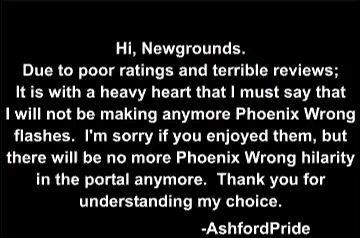 Hi, Newgrounds.
Due to poor ratings and terrible reviews;
It is with a heavy heart that I must say that
I will not be making anymore Phoenix Wrong
flashes.  I'm sorry if you enjoyed them, but
there will be no more Phoenix Wrong hilarity
in the portal anymore.  Thank you for
understanding my choice.
-AshfordPride